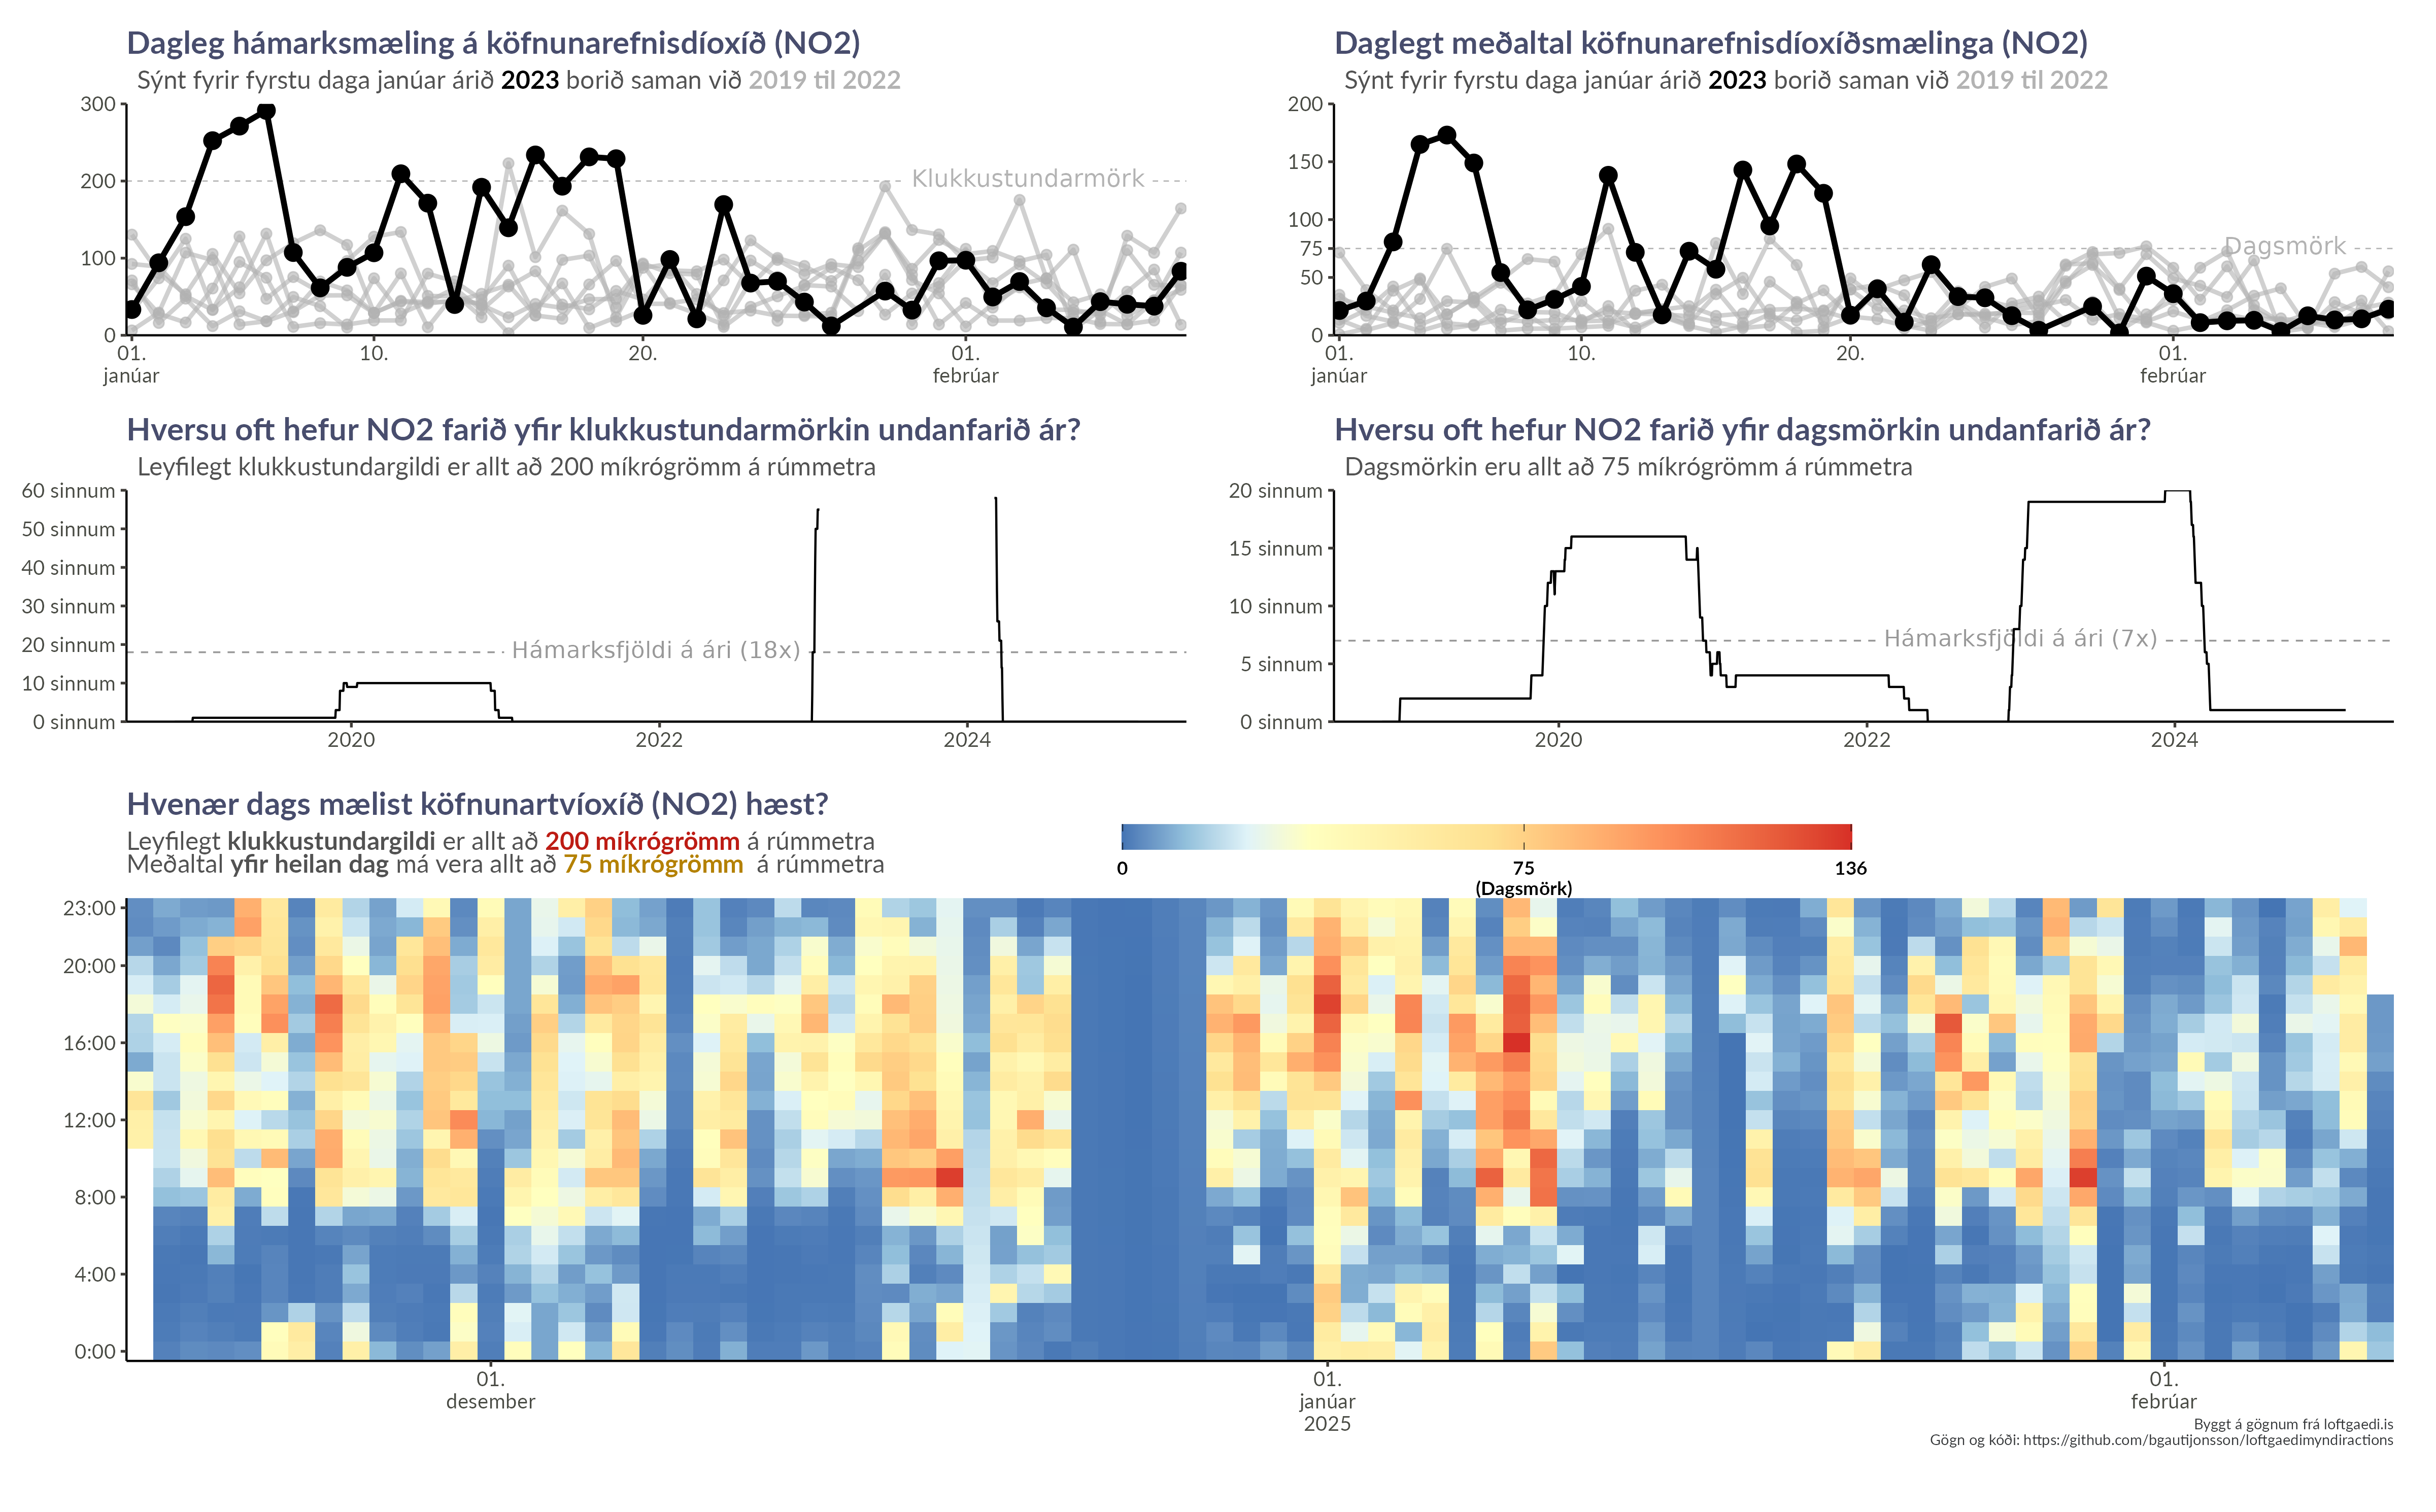 Dagleg hámarksmæling á köfnunarefnisdíoxíð (NO2)
Sýnt fyrir fyrstu daga janúar árið 2023 borið saman við 2019 til 2022
300
200
100
0
Klukkustundarmörk
01.
janúar
10.
20.
01.
febrúar
Daglegt meðaltal köfnunarefnisdíoxíðsmælinga (NO2)
Sýnt fyrir fyrstu daga janúar árið 2023 borið saman við 2019 til 2022
200
150
100
75
50
0
Dagsmörk
01.
janúar
10.
20.
01.
febrúar
Hversu oft hefur NO2 farið yfir klukkustundarmörkin undanfarið ár?
Leyfilegt klukkustundargildi er allt að 200 míkrógrömm á rúmmetra
60 sinnum
50 sinnum
40 sinnum
30 sinnum
20 sinnum
10 sinnum
0 sinnum
Hámarksfjöldi á ári (18x)
2020
2022
2024
Hversu oft hefur NO2 farið yfir dagsmörkin undanfarið ár?
Dagsmörkin eru allt að 75 míkrógrömm á rúmmetra
20 sinnum
15 sinnum
10 sinnum
5 sinnum
0 sinnum
Hámarksfjöldi á ári (7x)
2020
2022
2024
Hvenær dags mælist köfnunartvíoxíð (NO2) hæst?
Leyfilegt klukkustundargildi er allt að 200 míkrógrömm á rúmmetra
Meðaltal yfir heilan dag má vera allt að 75 míkrógrömm á rúmmetra
0
75
(Dagsmörk)
136
23:00
20:00
16:00
12:00
8:00
4:00
0:00
01.
desember
01.
janúar
2025
01.
febrúar
Byggt á gögnum frá loftgaedi.is
Gögn og kóði: https://github.com/bgautijonsson/loftgaedimyndiractions